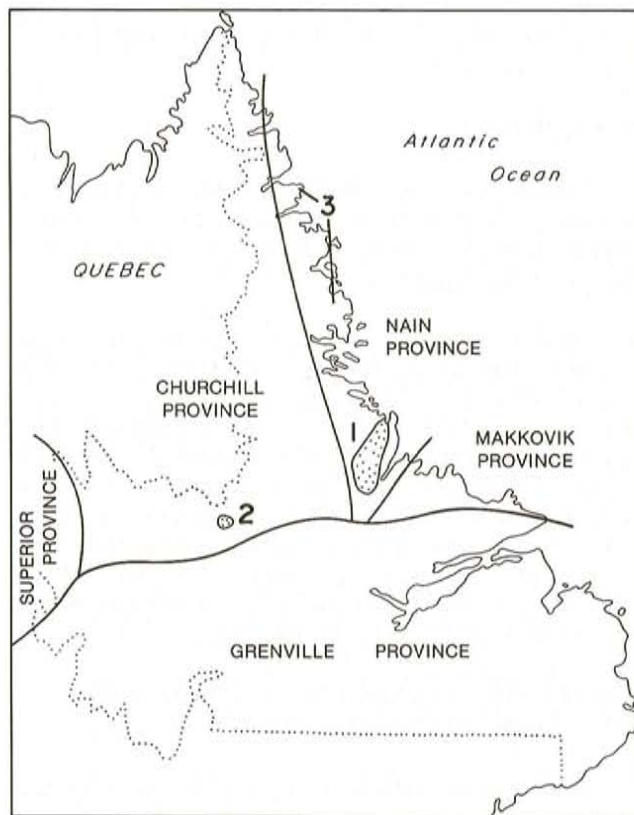 Atlantic
Ocean
3
QUEBEC
NAIN
PROVINCE
CHURCHILL
PROVINCE
1
MAKKOVIK
PROVINCE
SUPERIOR
PROVINCE
2
GRENVILLE PROVINCE